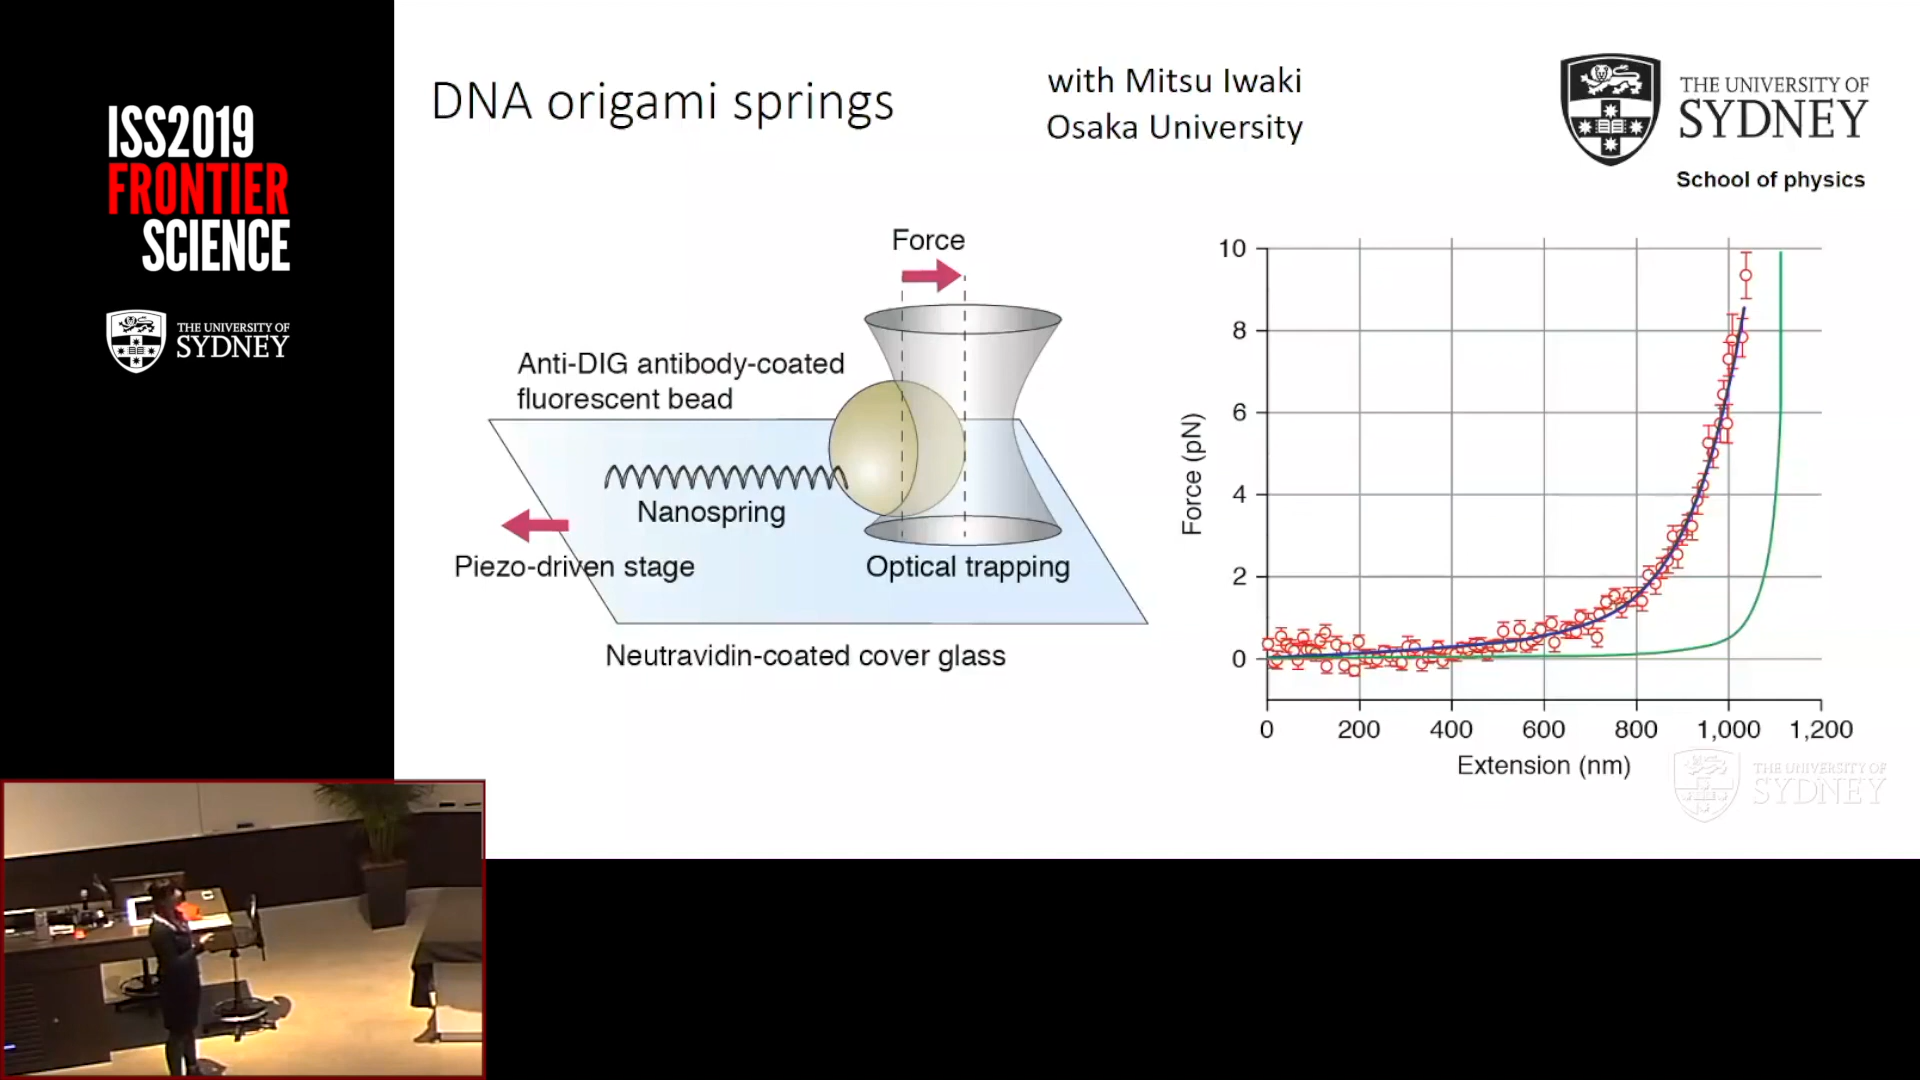 ISS2019
FRONTIER
SCIENCE
THE UNIVERSITY OF
SYDNEY
DNA origami springs
with Mitsu Iwaki
Osaka University
THE UNIVERSITY OF
SYDNEY
School of physics
Force
Anti-DIG antibody-coated
fluorescent bead
Nanospring
Piezo-driven stage
Optical trapping
Neutravidin-coated cover glass
Force (pN)
10
8
6
4
2
0
0 200 400 600 800 1,000 1,200
Extension (nm)
THE UNIVERSITY OF
SYDNEY